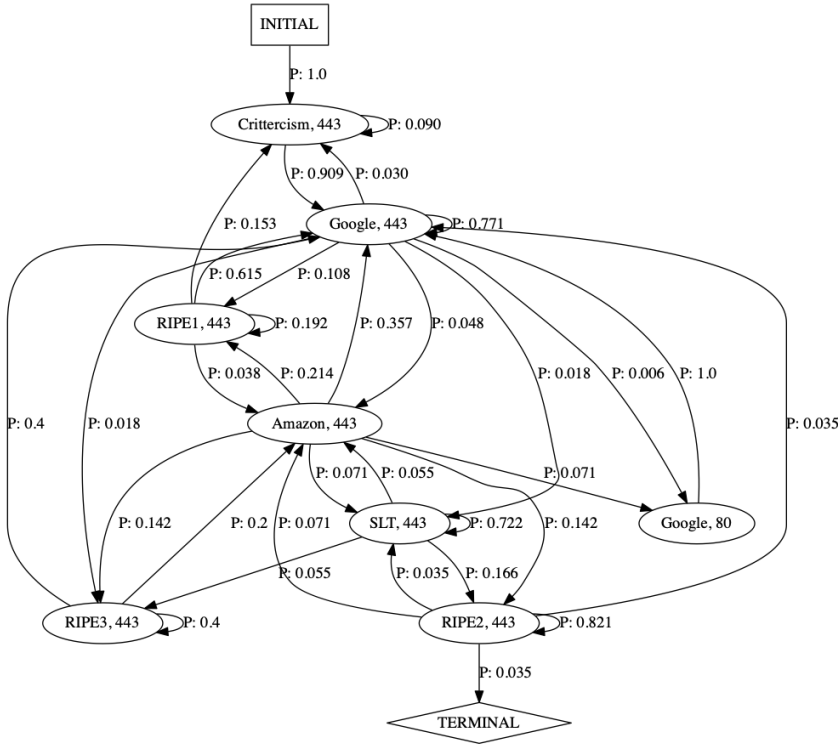 INITIAL
P: 1.0
Crittercism, 443
P: 0.090
P: 0.909
P: 0.030
P: 0.153
Google, 443
P: 0.771
P: 0.615
P: 0.108
RIPE1, 443
P: 0.192
P: 0.357
P: 0.048
P: 0.038
P: 0.214
P: 0.018
P: 0.006
P: 1.0
P: 0.4
P: 0.018
Amazon, 443
P: 0.035
P: 0.071
P: 0.055
P: 0.071
P: 0.142
P: 0.2
P: 0.071
SLT, 443
P: 0.722
P: 0.142
Google, 80
P: 0.055
P: 0.035
P: 0.166
RIPE3, 443
P: 0.4
RIPE2, 443
P: 0.821
P: 0.035
TERMINAL